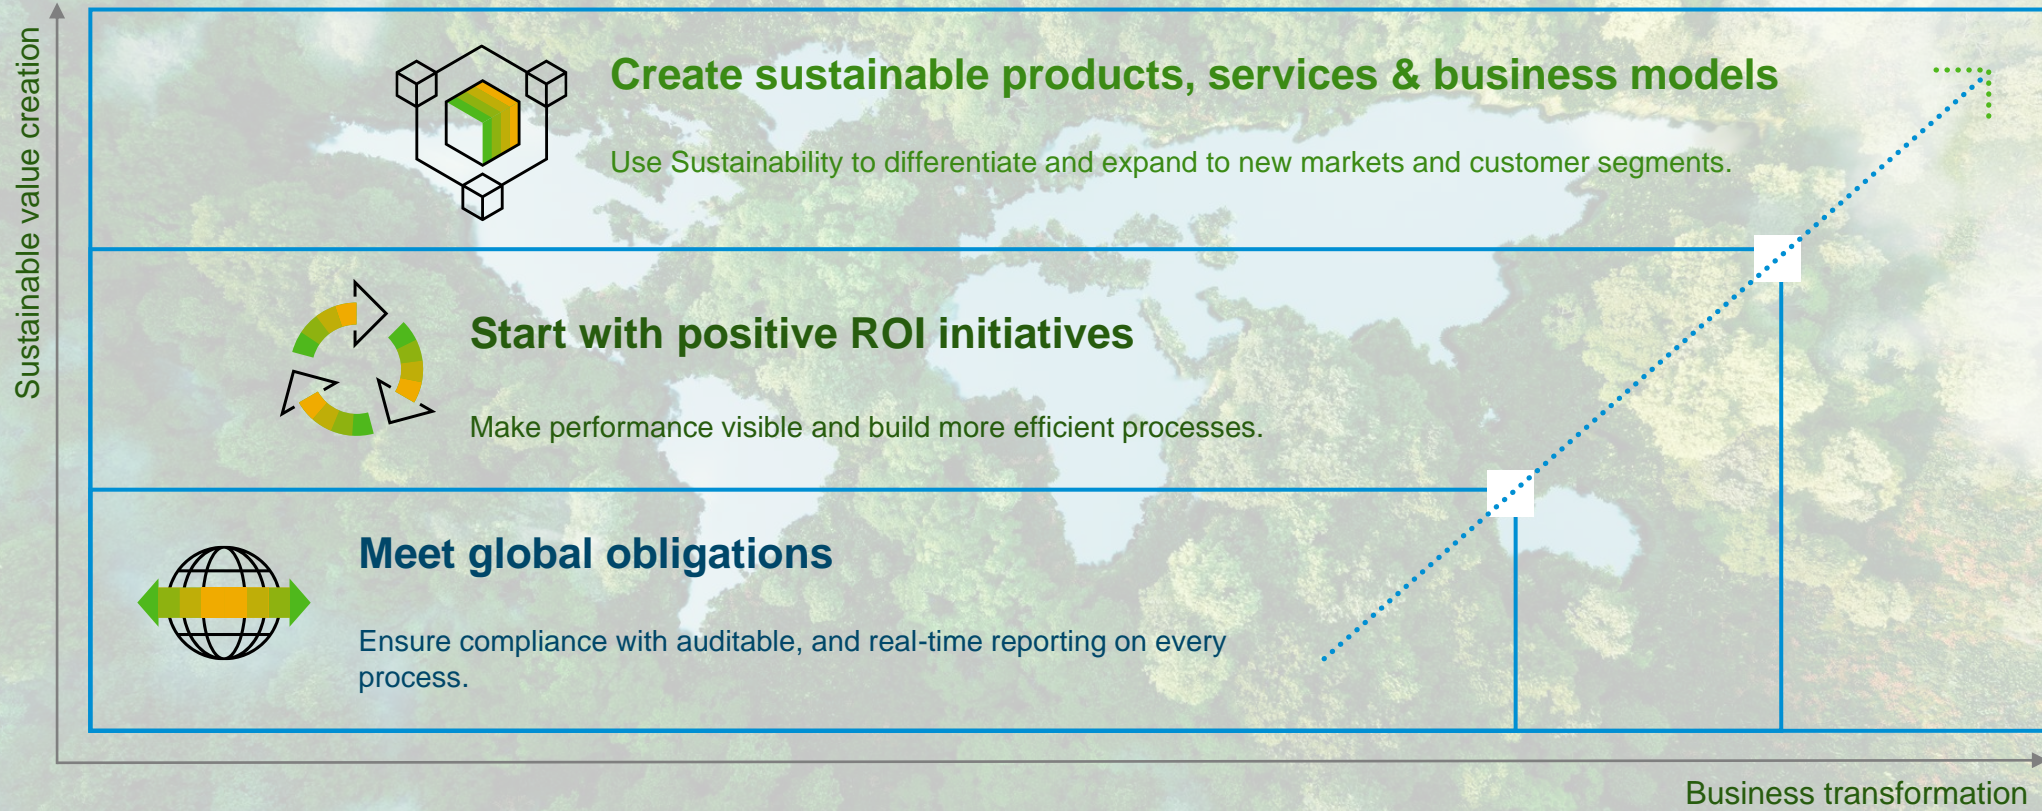 Sustainable value creation
Create sustainable products, services & business models
Use Sustainability to differentiate and expand to new markets and customer segments.
Start with positive ROI initiatives
Make performance visible and build more efficient processes.
Meet global obligations
Ensure compliance with auditable, and real-time reporting on every
process.
Business transformation